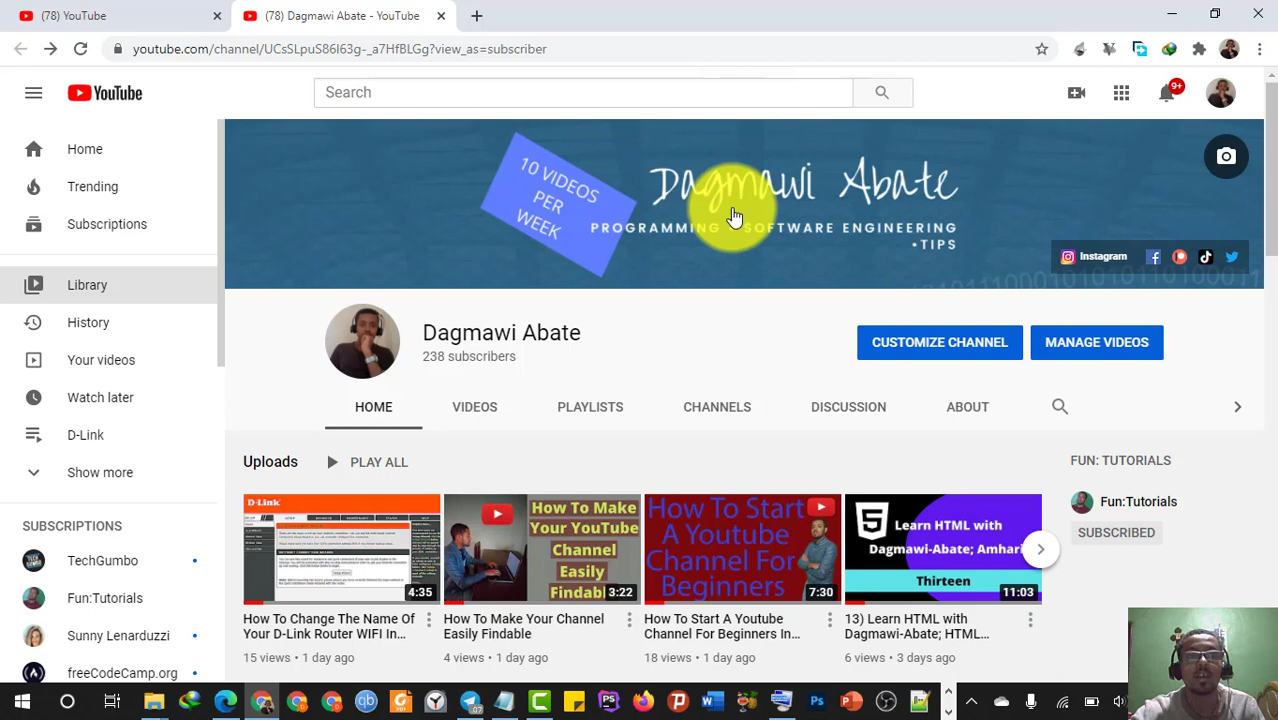 (78) YouTube
(78) Dagmawi Abate - YouTube
youtube.com/channel/UCsSLpuS86I63g-_a7HfBLGg?view_as=subscriber
YouTube
Search
9+
Home
Trending
Subscriptions
Library
History
Your videos
Watch later
D-Link
Show more
SUBSCRIPTIONS
TechGumbo
Fun:Tutorials
Sunny Lenarduzzi
freeCodeCamp.org
10 VIDEOS
PER
WEEK
Dagmawi Abate
PROGRAMMING SOFTWARE ENGINEERING
•TIPS
Instagram
Dagmawi Abate
238 subscribers
CUSTOMIZE CHANNEL
MANAGE VIDEOS
HOME
VIDEOS
PLAYLISTS
CHANNELS
DISCUSSION
ABOUT
Uploads
PLAY ALL
FUN: TUTORIALS
Fun:Tutorials
SUBSCRIBED
D-Link
4:35
How To Change The Name Of
Your D-Link Router WIFI In...
15 views • 1 day ago
How To Make
Your YouTube
Channel
Easily
Findabl
3:22
How To Make Your Channel
Easily Findable
4 views • 1 day ago
How To Start
A Youtube
Channel For
Beginners
7:30
How To Start A Youtube
Channel For Beginners In...
18 views • 1 day ago
Learn HTML with
Dagmawi-Abate; Amhari
Thirteen
11:03
13) Learn HTML with
Dagmawi-Abate; HTML...
6 views • 3 days ago